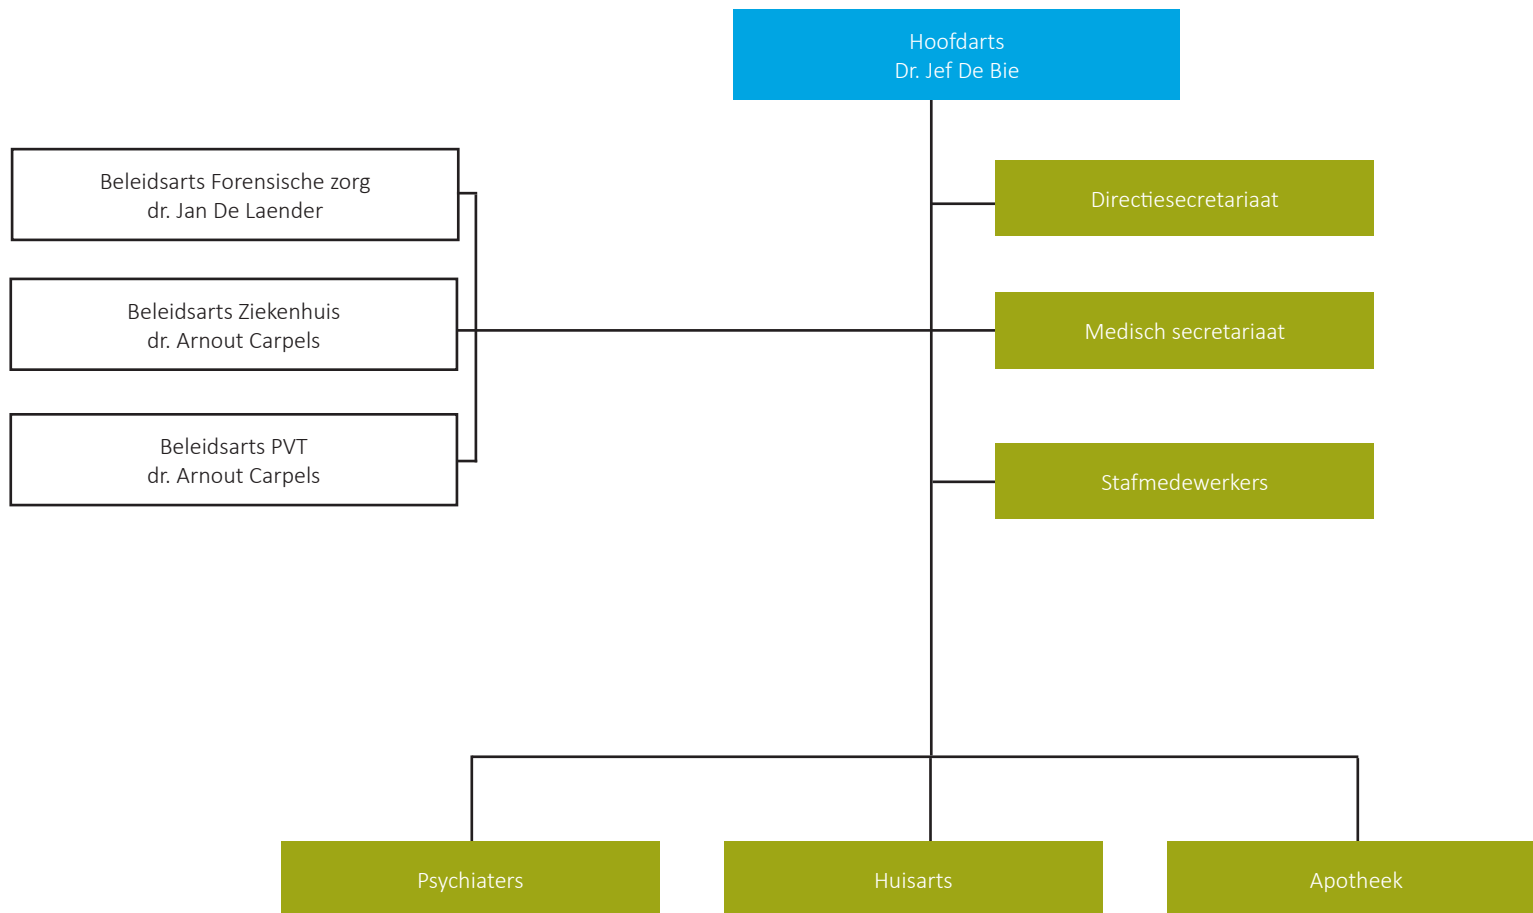 Hoofdarts
Dr. Jef De Bie
Beleidsarts Forensische zorg
dr. Jan De Laender
Directiesecretariaat
Beleidsarts Ziekenhuis
dr. Arnout Carpels
Medisch secretariaat
Beleidsarts PVT
dr. Arnout Carpels
Stafmedewerkers
Psychiaters
Huisarts
Apotheek